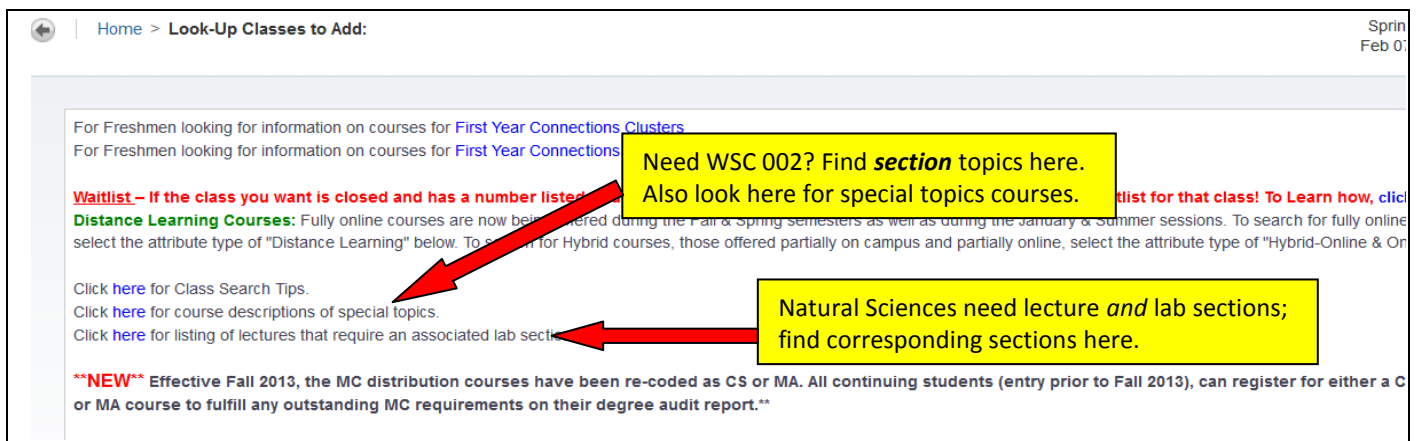 Home > Look-Up Classes to Add:
Sprin
Feb 07
For Freshmen looking for information on courses for First Year Connections Clusters
For Freshmen looking for information on courses for First Year Connections
Need WSC 002? Find section topics here.
Also look here for special topics courses.
Waitlist – If the class you want is closed and has a number listed tlist for that class! To Learn how, clic
Distance Learning Courses: Fully online courses are now being offered during the Fall & Spring semesters as well as during the January & Summer sessions. To search for fully online
select the attribute type of "Distance Learning" below. To search for Hybrid courses, those offered partially on campus and partially online, select the attribute type of "Hybrid-Online & On
Click here for Class Search Tips.
Click here for course descriptions of special topics.
Click here for listing of lectures that require an associated lab section
Natural Sciences need lecture and lab sections;
find corresponding sections here.
**NEW** Effective Fall 2013, the MC distribution courses have been re-coded as CS or MA. All continuing students (entry prior to Fall 2013), can register for either a C
or MA course to fulfill any outstanding MC requirements on their degree audit report.**